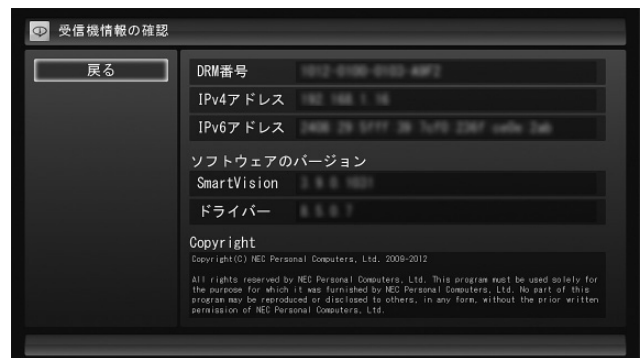 受信機情報の確認
戻る
DRM番号
IPv4アドレス
IPv6アドレス
ソフトウェアのバージョン
SmartVision
ドライバー
Copyright
Copyright(C) NEC Personal Computers, Ltd. 2009-2012
All rights reserved by NEC Personal Computers, Ltd. This program must be used solely for
the purpose for which it was furnished by NEC Personal Computers, Ltd. No part of this
program may be reproduced or disclosed to others, in any form, without the prior written
permission of NEC Personal Computers, Ltd.